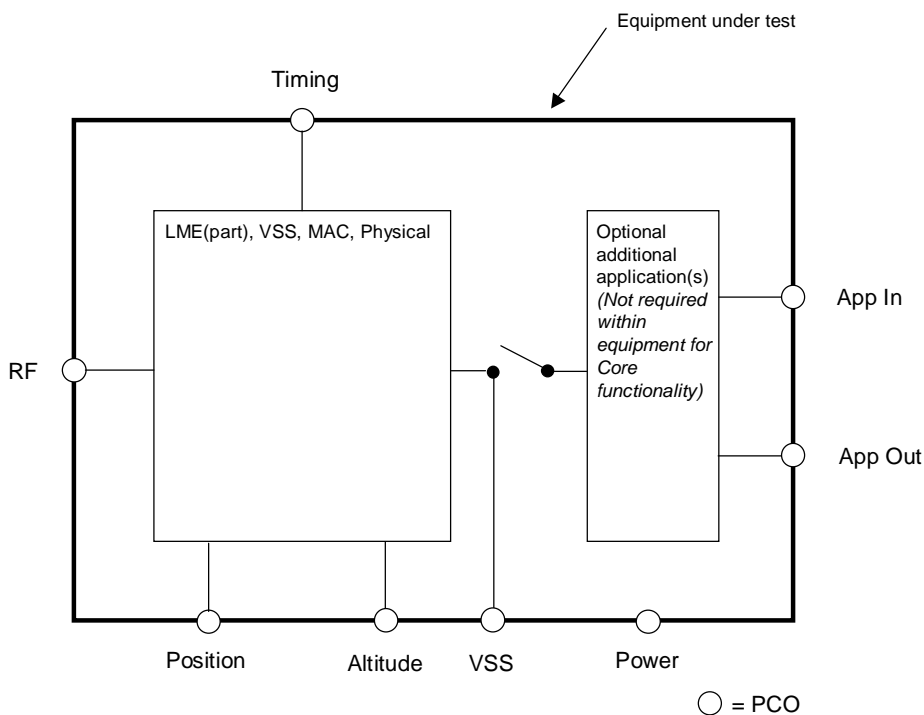 Equipment under test
Timing
LME(part), VSS, MAC, Physical
Optional
additional
application(s)
(Not required
within
equipment for
Core
functionality)
App In
RF
App Out
Position
Altitude
VSS
Power
= PCO